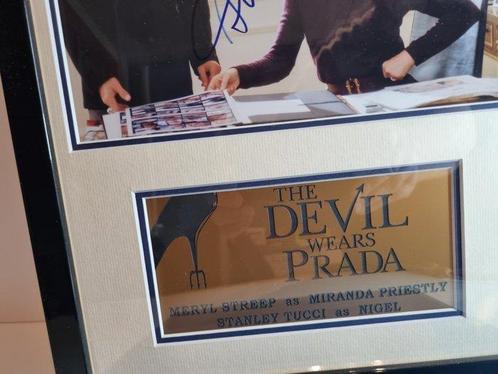 THE
DEVIL
WEARS
PRADA
MERYL STREEP as MIRANDA PRIESTLY
STANLEY TUCCI as NIGEL